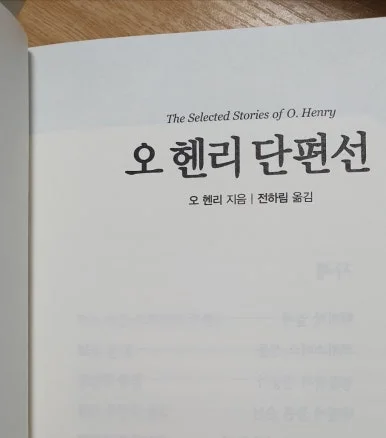 The Selected Stories of O. Henry
오 헨리 단편선
오 헨리 지음 | 전하림 옮김